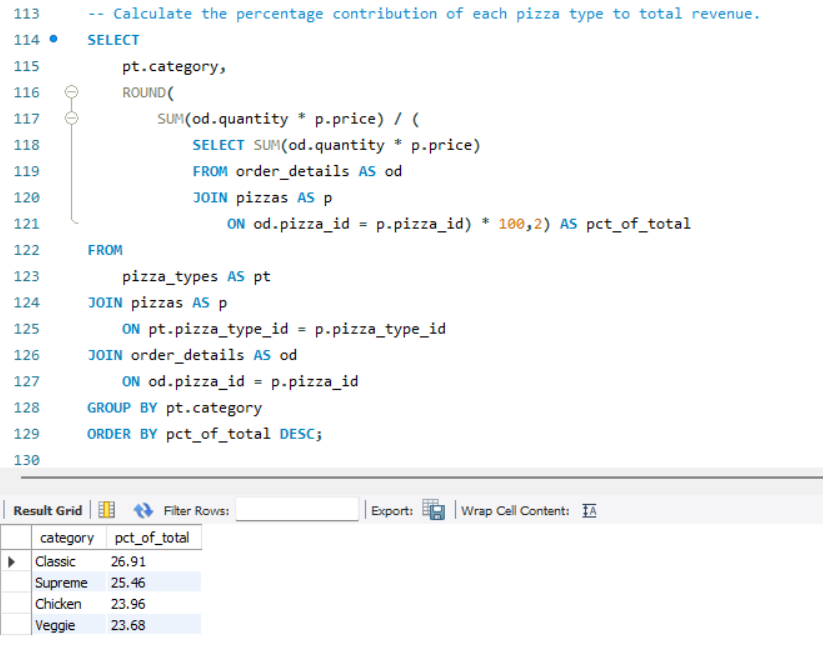 113 -- Calculate the percentage contribution of each pizza type to total revenue.
114 SELECT
115 pt.category,
116 ROUND(
117 SUM(od.quantity * p.price) / (
118 SELECT SUM(od.quantity * p.price)
119 FROM order_details AS od
120 JOIN pizzas AS p
121 ON od.pizza_id = p.pizza_id) * 100,2) AS pct_of_total
122 FROM
123 pizza_types AS pt
124 JOIN pizzas AS p
125 ON pt.pizza_type_id = p.pizza_type_id
126 JOIN order_details AS od
127 ON od.pizza_id = p.pizza_id
128 GROUP BY pt.category
129 ORDER BY pct_of_total DESC;
130
Result Grid Filter Rows: Export: Wrap Cell Content: IA
category pct_of_total
Classic 26.91
Supreme 25.46
Chicken 23.96
Veggie 23.68